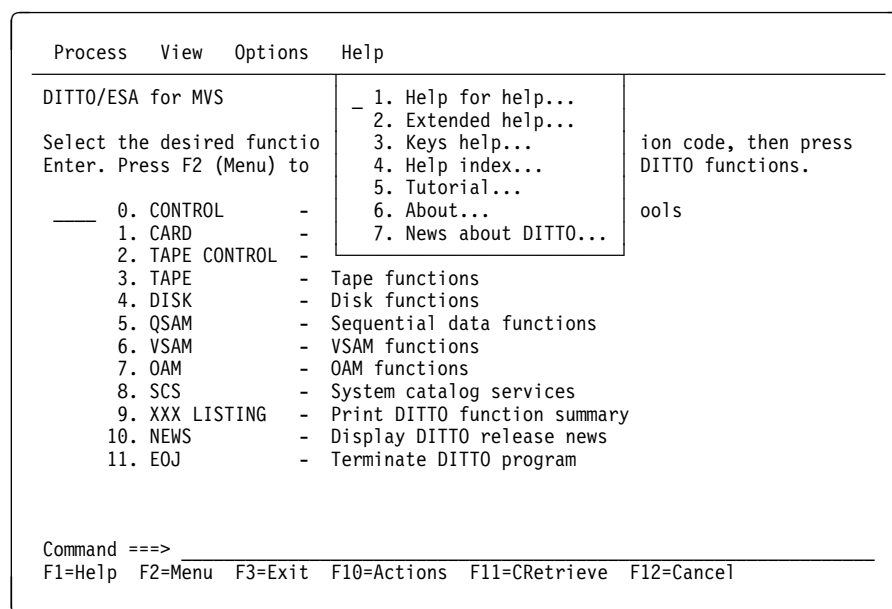 Process View Options Help
DITTO/ESA for MVS _ 1. Help for help...
2. Extended help...
Select the desired functio 3. Keys help... ion code, then press
Enter. Press F2 (Menu) to 4. Help index... DITTO functions.
5. Tutorial...
____ 0. CONTROL - 6. About... ools
1. CARD - 7. News about DITTO...
2. TAPE CONTROL -
3. TAPE - Tape functions
4. DISK - Disk functions
5. QSAM - Sequential data functions
6. VSAM - VSAM functions
7. OAM - OAM functions
8. SCS - System catalog services
9. XXX LISTING - Print DITTO function summary
10. NEWS - Display DITTO release news
11. EOJ - Terminate DITTO program
Command ===>
F1=Help F2=Menu F3=Exit F10=Actions F11=CRetrieve F12=Cancel